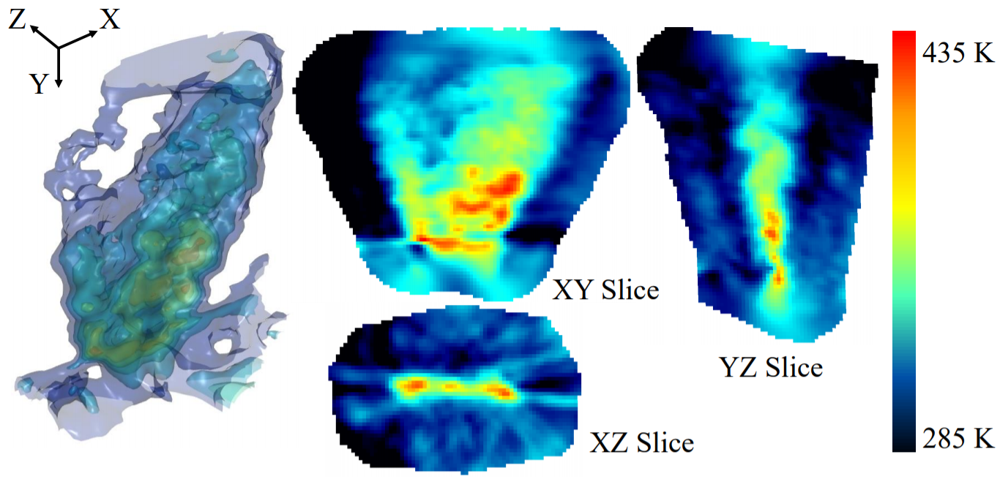 Z
X
Y
435 K
XY Slice
YZ Slice
XZ Slice
285 K